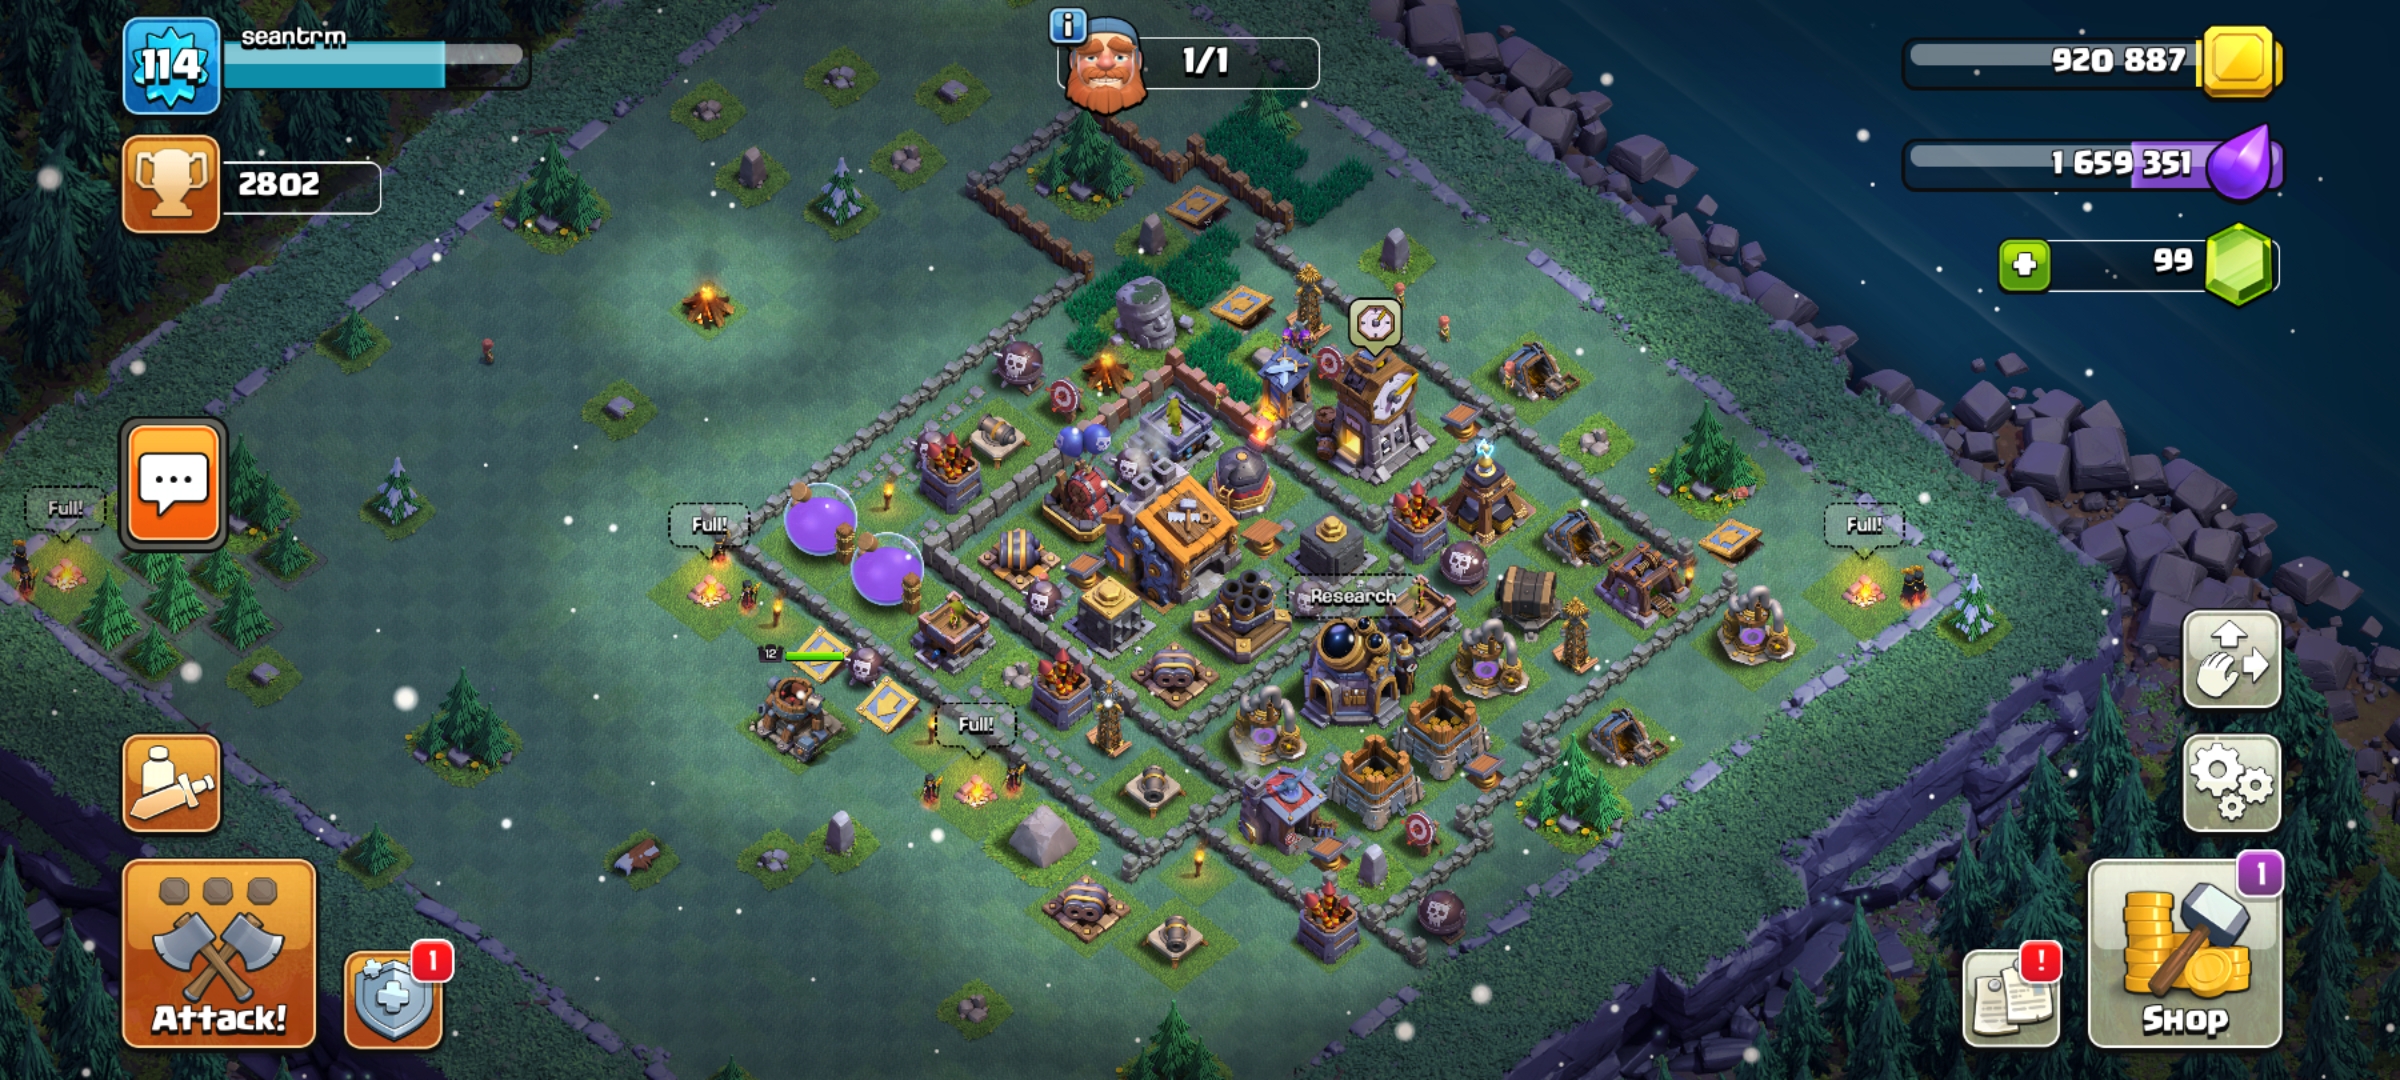 114
seantrm
i
1/1
920 887
2802
1 659 351
99
Full!
Full!
Full!
Research
12
Full!
Attack!
1
!
1
Shop